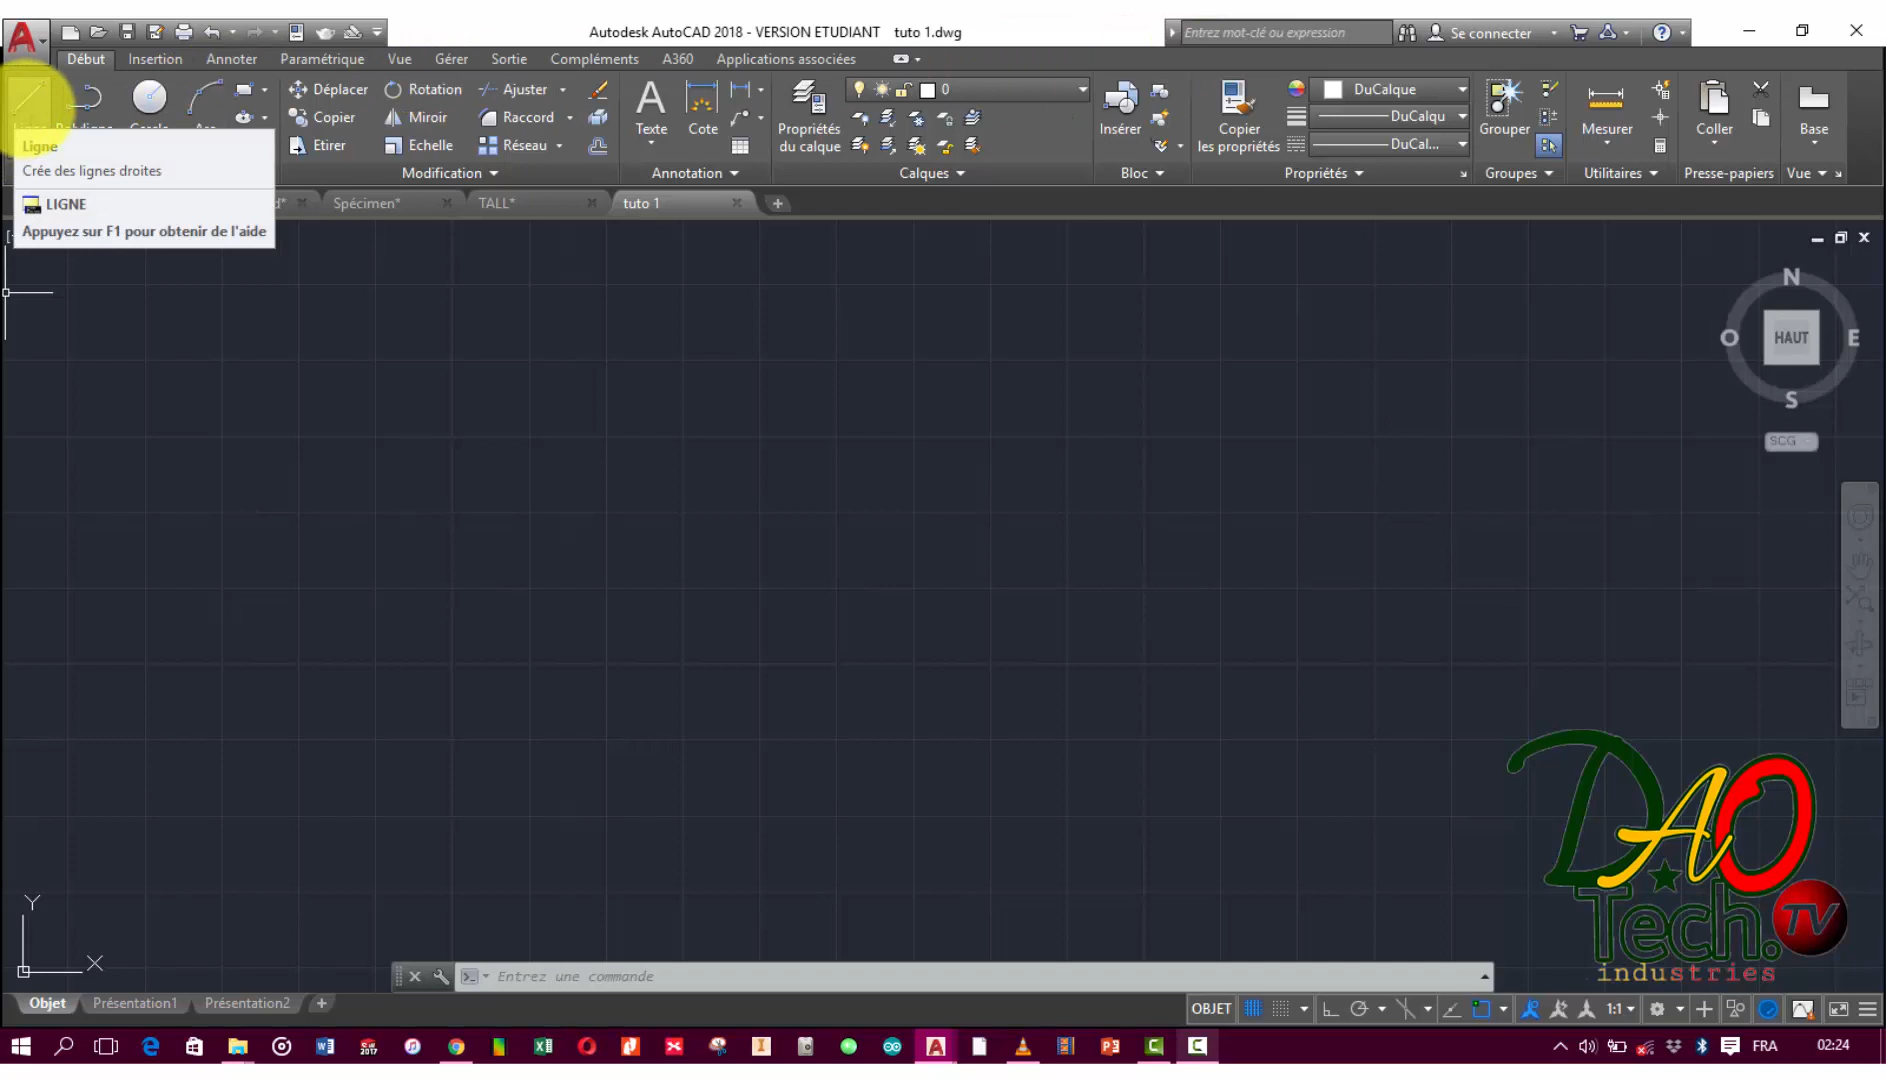 Autodesk AutoCAD 2018 - VERSION ETUDIANT tuto 1.dwg
Entrez mot-clé ou expression
Se connecter
Début Insertion Annoter Paramétrique Vue Gérer Sortie Compléments A360 Applications associées
Déplacer Rotation Ajuster
Copier Miroir Raccord
Etirer Echelle Réseau
Modification
Texte Cote
Annotation
Propriétés
du calque
0
Calques
Insérer
Bloc
Copier
les propriétés
DuCalque
DuCalqu
DuCal...
Propriétés
Grouper
Groupes
Mesurer
Utilitaires
Coller
Presse-papiers
Base
Vue
Ligne
Crée des lignes droites
LIGNE
Appuyez sur F1 pour obtenir de l'aide
Spécimen* TALL* tuto 1
N
O HAUT E
S
SCG
Y
X
DAO
Tech. TV
industries
Entrez une commande
Objet Présentation1 Présentation2
OBJET 1:1
FRA 02:24